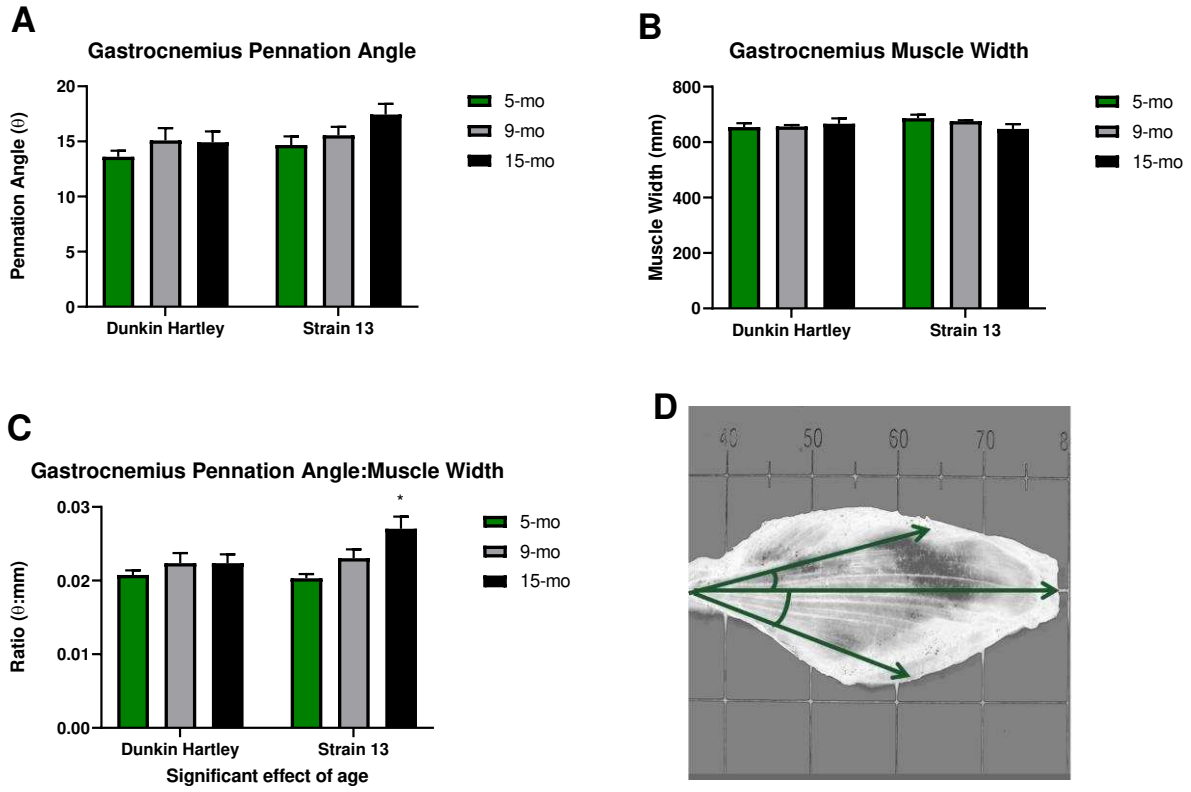 A
Gastrocnemius Pennation Angle
Pennation Angle (θ)
20
15
10
5
0
Dunkin Hartley
Strain 13
5-mo
9-mo
15-mo
B
Gastrocnemius Muscle Width
Muscle Width (mm)
800
600
400
200
0
Dunkin Hartley
Strain 13
5-mo
9-mo
15-mo
C
Gastrocnemius Pennation Angle:Muscle Width
Ratio (θ:mm)
0.03
0.02
0.01
0.00
*
Dunkin Hartley
Strain 13
Significant effect of age
5-mo
9-mo
15-mo
D
40 50 60 70 8